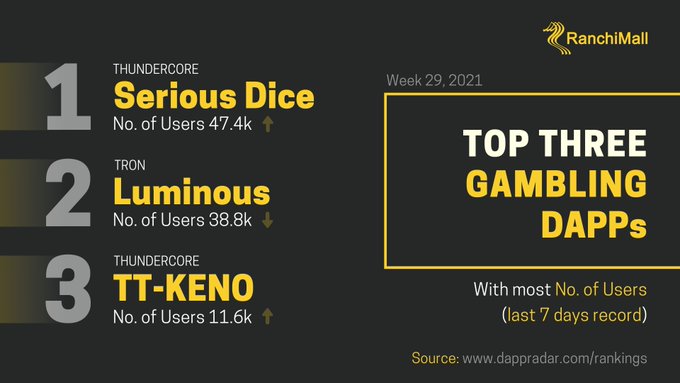 RanchiMall
Week 29, 2021
TOP THREE
GAMBLING
DAPPs
With most No. of Users
(last 7 days record)
1
THUNDERCORE
Serious Dice
No. of Users 47.4k
2
TRON
Luminous
No. of Users 38.8k
3
THUNDERCORE
TT-KENO
No. of Users 11.6k
Source: www.dappradar.com/rankings